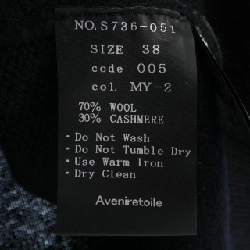 NO.S736-051
SIZE 38
code 005
col. MY-2
70% WOOL
30% CASHMERE
・Do Not Wash
・Do Not Tumble Dry
・Use Warm Iron
・Dry Clean
Aveniretoile